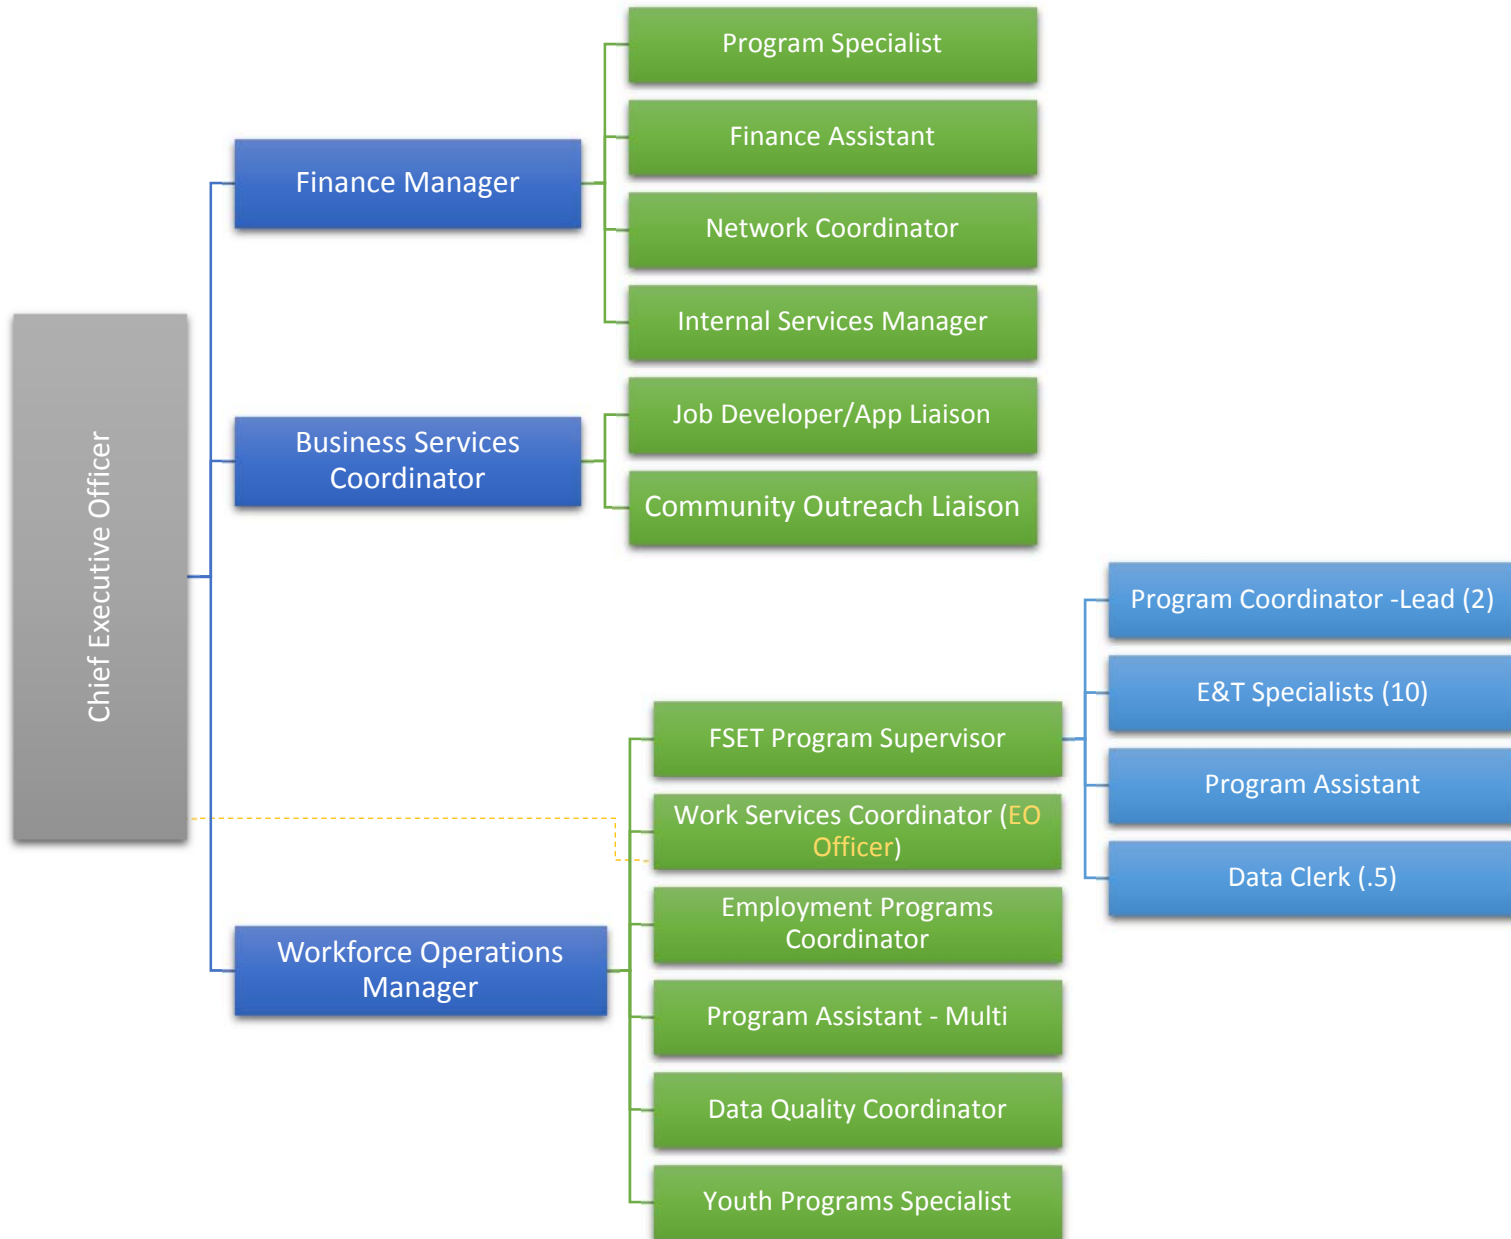 Chief Executive Officer
Finance Manager
Program Specialist
Finance Assistant
Network Coordinator
Internal Services Manager
Business Services
Coordinator
Job Developer/App Liaison
Community Outreach Liaison
Workforce Operations
Manager
FSET Program Supervisor
Program Coordinator -Lead (2)
E&T Specialists (10)
Program Assistant
Data Clerk (.5)
Work Services Coordinator (EO
Officer)
Employment Programs
Coordinator
Program Assistant - Multi
Data Quality Coordinator
Youth Programs Specialist